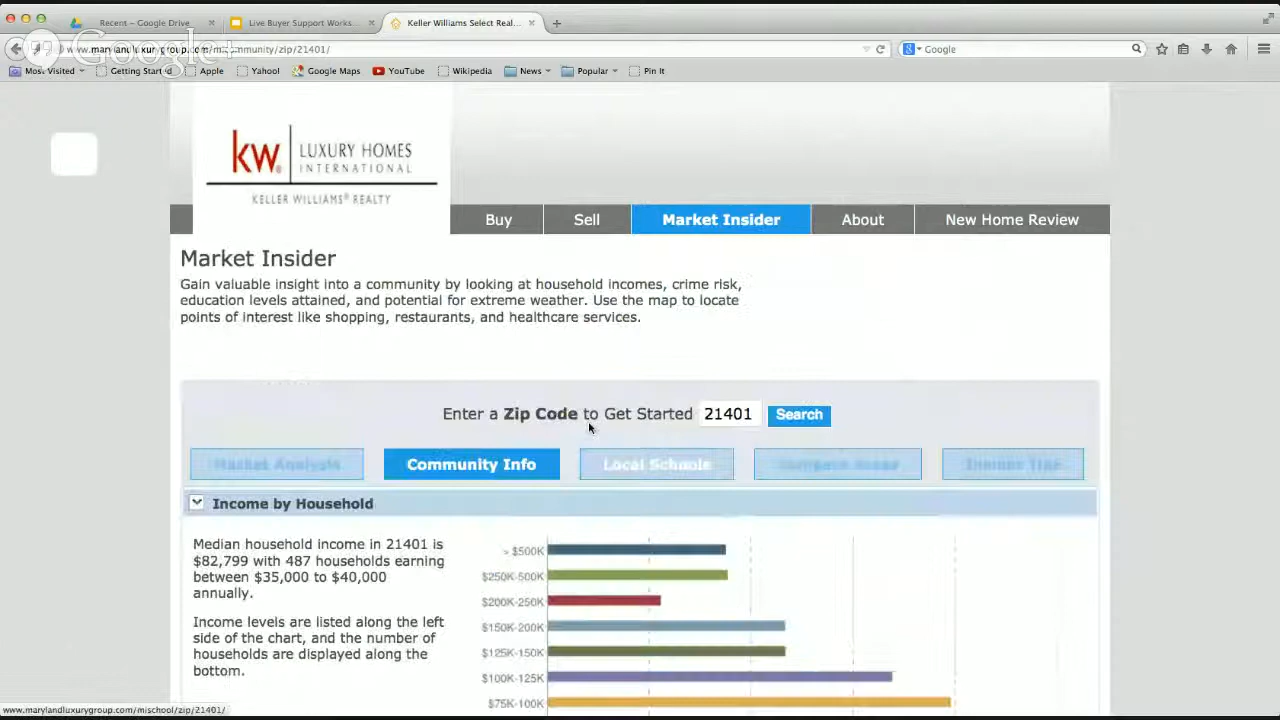 Recent – Google Drive
Live Buyer Support Works...
Keller Williams Select Real...
Google+
www.marylandluxurygroup.com/micommunity/zip/21401/
Google
Most Visited
Getting Started
Apple
Yahoo!
Google Maps
YouTube
Wikipedia
News
Popular
Pin It
kw
LUXURY HOMES
INTERNATIONAL
KELLER WILLIAMS® REALTY
Buy
Sell
Market Insider
About
New Home Review
Market Insider
Gain valuable insight into a community by looking at household incomes, crime risk,
education levels attained, and potential for extreme weather. Use the map to locate
points of interest like shopping, restaurants, and healthcare services.
Enter a Zip Code to Get Started 21401 Search
Market Analysis
Community Info
Local Schools
Income by Household
Median household income in 21401 is
$82,799 with 487 households earning
between $35,000 to $40,000
annually.
Income levels are listed along the left
side of the chart, and the number of
households are displayed along the
bottom.
> $500K
$250K-500K
$200K-250K
$150K-200K
$125K-150K
$100K-125K
$75K-100K
www.marylandluxurygroup.com/mischool/zip/21401/